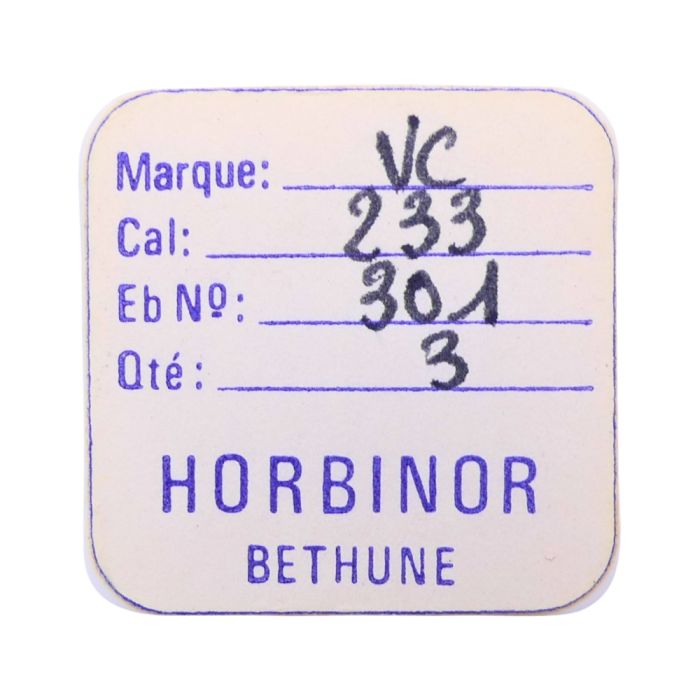 Marque: VC
Cal: 233
Eb Nº: 301
Qté: 3
HORBINOR
BETHUNE